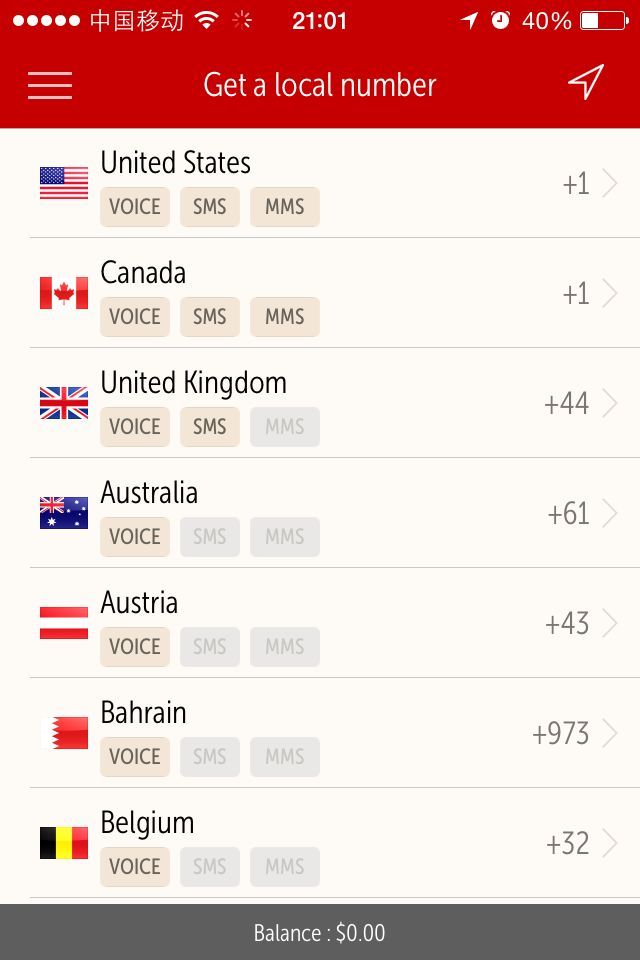 中国移动 21:01 40%
Get a local number
United States
VOICE SMS MMS +1
Canada
VOICE SMS MMS +1
United Kingdom
VOICE SMS MMS +44
Australia
VOICE SMS MMS +61
Austria
VOICE SMS MMS +43
Bahrain
VOICE SMS MMS +973
Belgium
VOICE SMS MMS +32
Balance : $0.00